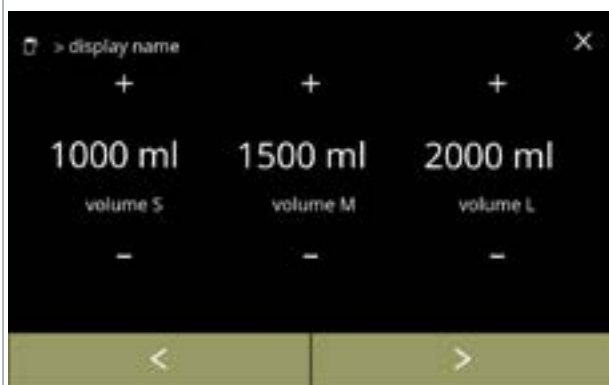 > display name ×
+ + +
1000 ml 1500 ml 2000 ml
volume S volume M volume L
− − −
< >